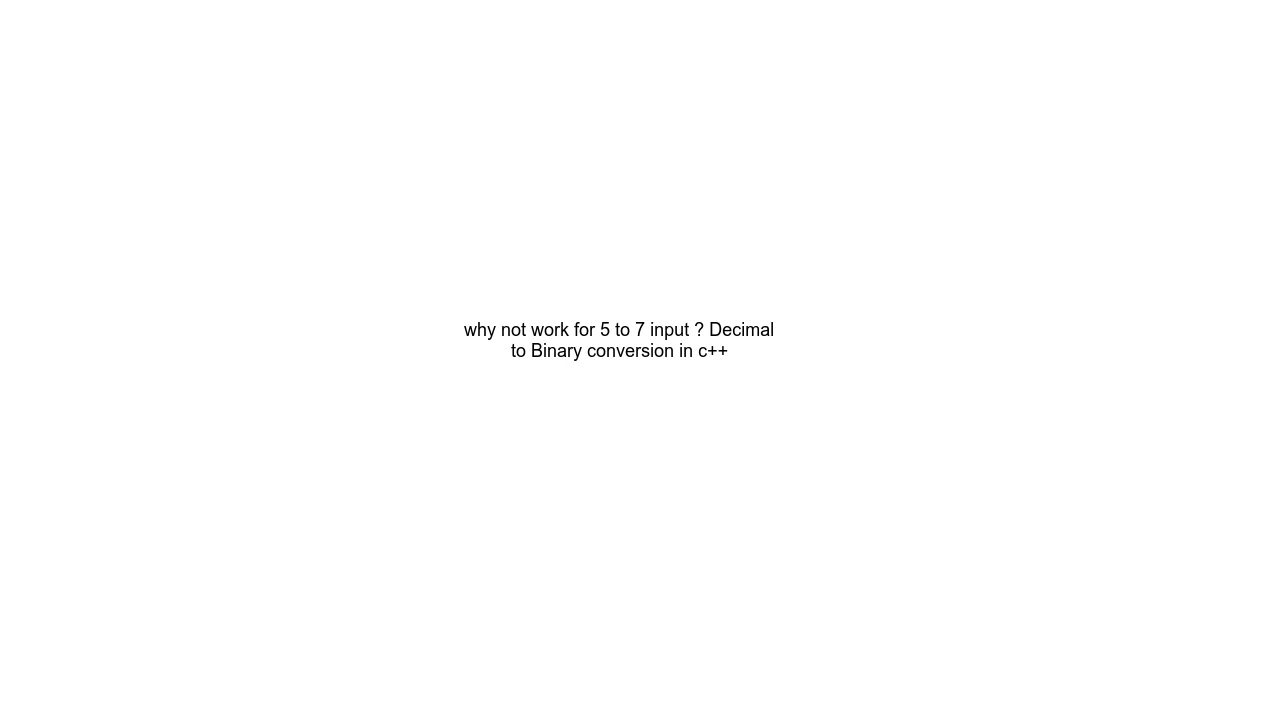 why not work for 5 to 7 input ? Decimal
to Binary conversion in c++